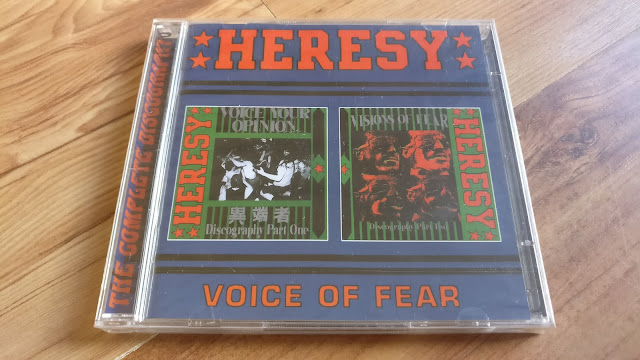 HERESY
THE COMPLETE DISCOGRAPHY
HERESY
VOICE YOUR
OPINION!
異端者
Discography Part One
VISIONS OF FEAR
HERESY
Discography Part Two
VOICE OF FEAR